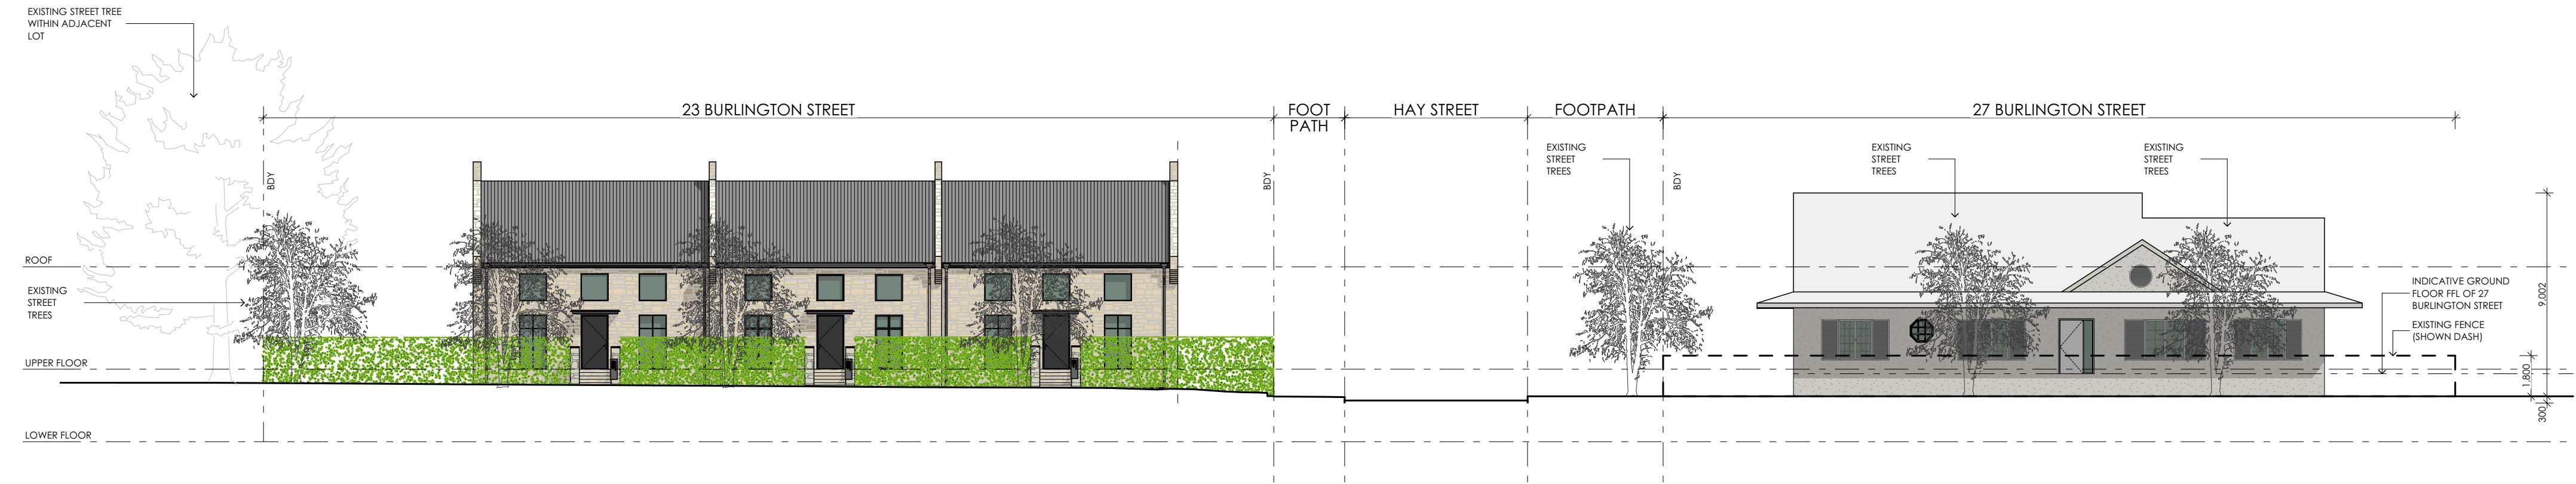 EXISTING STREET TREE
WITHIN ADJACENT
LOT
23 BURLINGTON STREET
FOOT
PATH
HAY STREET
FOOTPATH
27 BURLINGTON STREET
BDY
BDY
BDY
EXISTING
STREET
TREES
EXISTING
STREET
TREES
EXISTING
STREET
TREES
ROOF
EXISTING
STREET
TREES
UPPER FLOOR
LOWER FLOOR
INDICATIVE GROUND
FLOOR FFL OF 27
BURLINGTON STREET
EXISTING FENCE
(SHOWN DASH)
9,002
1,800
300